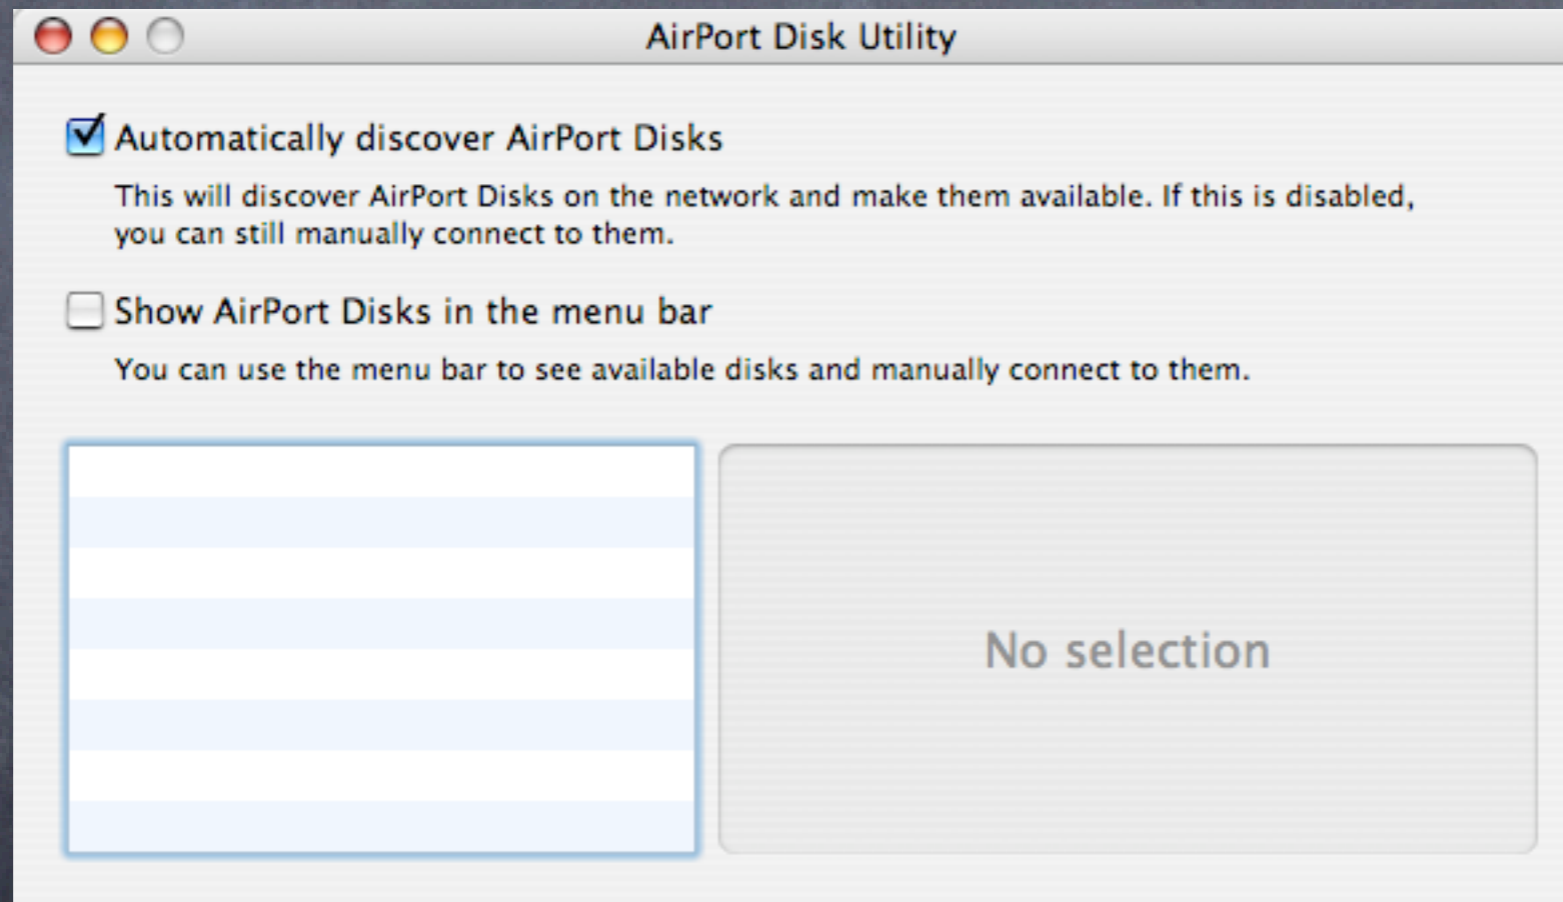 AirPort Disk Utility
Automatically discover AirPort Disks
This will discover AirPort Disks on the network and make them available. If this is disabled,
you can still manually connect to them.
Show AirPort Disks in the menu bar
You can use the menu bar to see available disks and manually connect to them.
No selection